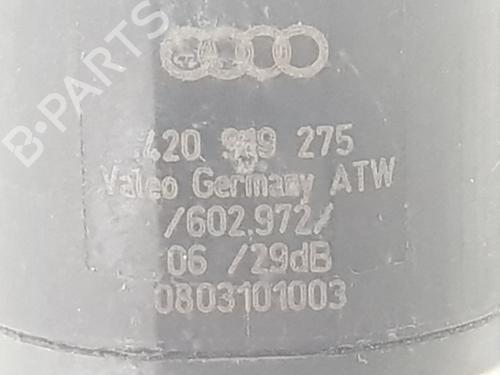 B-PARTS
420 919 275
Valeo Germany ATW
/602.972/
06 /29dB
0803101003